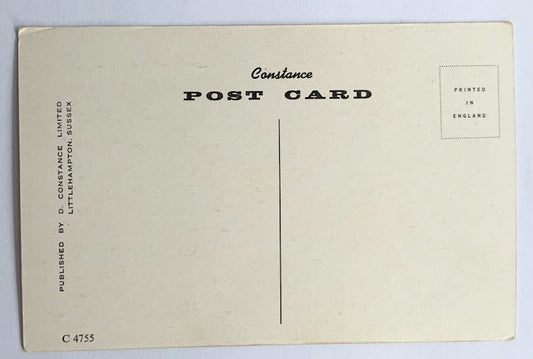 Constance
POST CARD
PRINTED
IN
ENGLAND
PUBLISHED BY D. CONSTANCE LIMITED
LITTLEHAMPTON, SUSSEX
C 4755